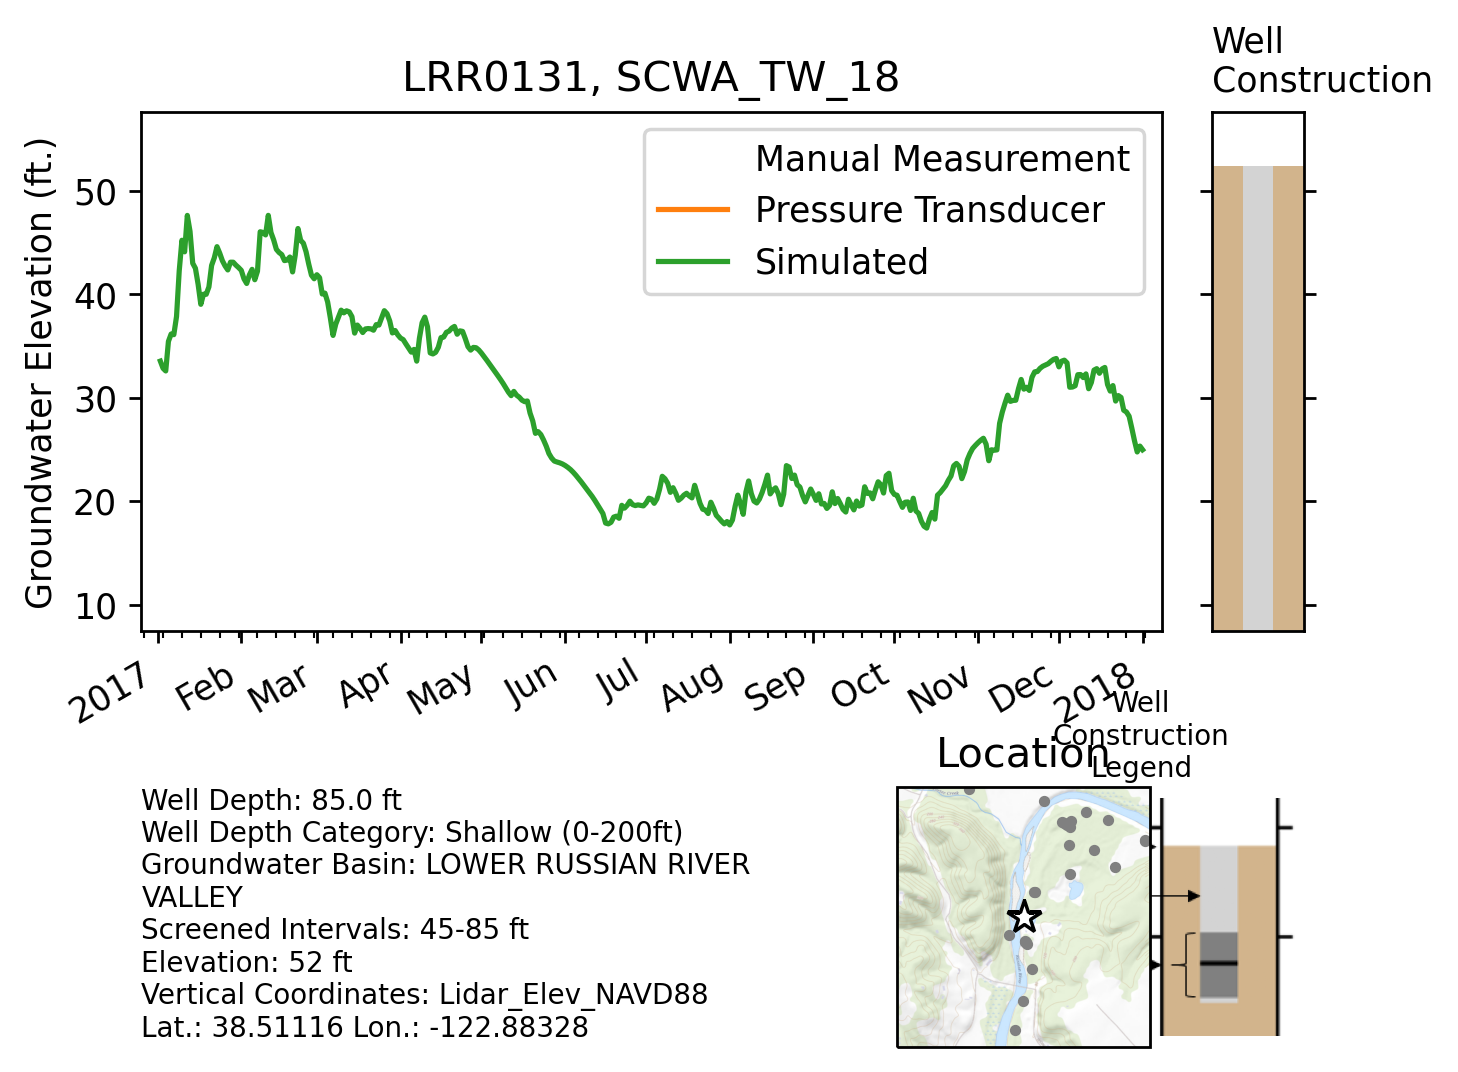 Well
Construction
LRR0131, SCWA_TW_18
Groundwater Elevation (ft.)
50
40
30
20
10
Manual Measurement
Pressure Transducer
Simulated
2017
Feb
Mar
Apr
May
Jun
Jul
Aug
Sep
Oct
Nov
Dec
2018
Well
Construction
Legend
Location
Well Depth: 85.0 ft
Well Depth Category: Shallow (0-200ft)
Groundwater Basin: LOWER RUSSIAN RIVER
VALLEY
Screened Intervals: 45-85 ft
Elevation: 52 ft
Vertical Coordinates: Lidar_Elev_NAVD88
Lat.: 38.51116 Lon.: -122.88328